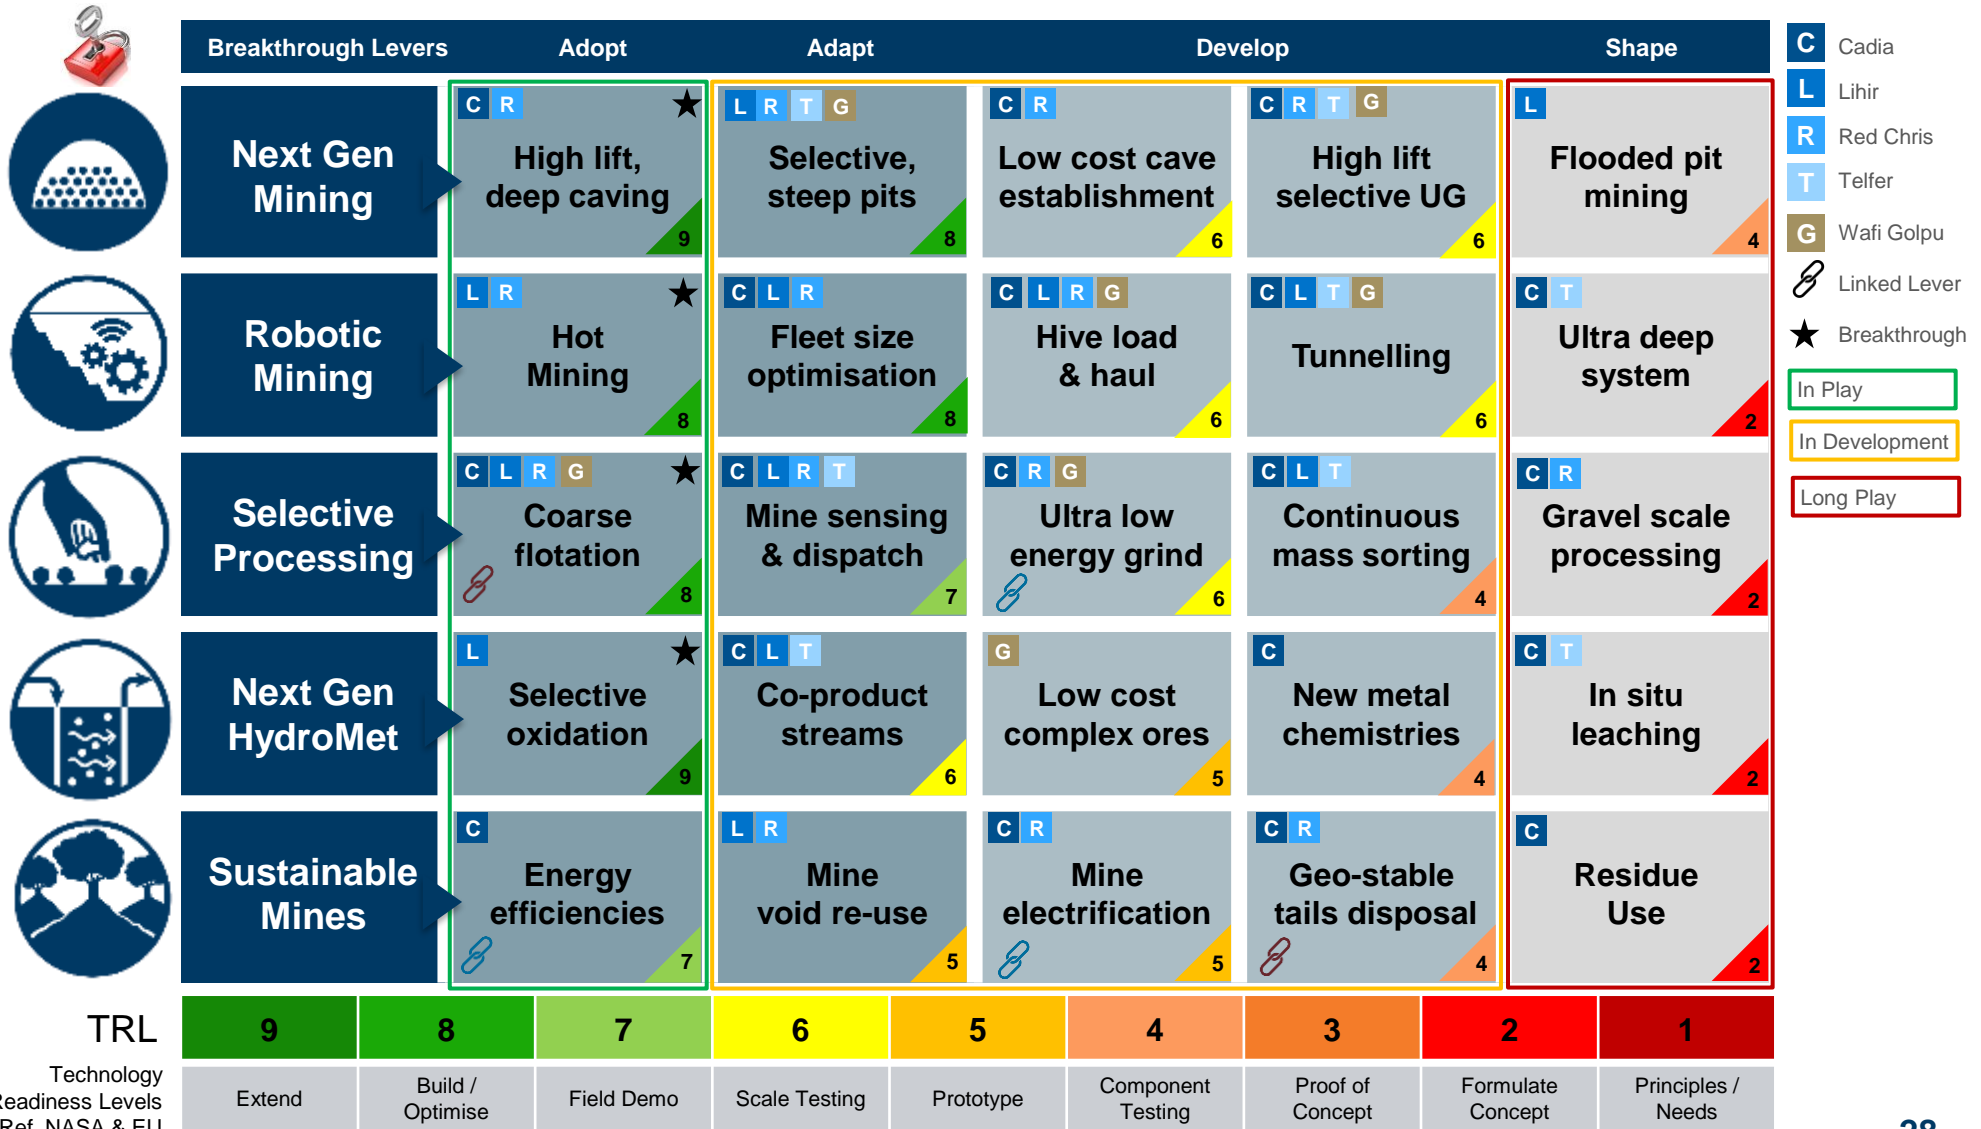 Breakthrough Levers Adopt Adapt Develop Shape
C R
High lift,
deep caving
9
L R T G
Selective,
steep pits
8
C R
Low cost cave
establishment
6
C R T G
High lift
selective UG
6
L
Flooded pit
mining
4
Next Gen
Mining
Robotic
Mining
L R
Hot
Mining
8
C L R
Fleet size
optimisation
8
C L R G
Hive load
& haul
6
C L T G
Tunnelling
6
C T
Ultra deep
system
2
Selective
Processing
C L R G
Coarse
flotation
8
C L R T
Mine sensing
& dispatch
7
C R G
Ultra low
energy grind
6
C L T
Continuous
mass sorting
4
C R
Gravel scale
processing
2
Next Gen
HydroMet
L
Selective
oxidation
9
C L T
Co-product
streams
6
G
Low cost
complex ores
5
C
New metal
chemistries
4
C T
In situ
leaching
2
Sustainable
Mines
C
Energy
efficiencies
7
L R
Mine
void re-use
5
C R
Mine
electrification
5
C R
Geo-stable
tails disposal
4
C
Residue
Use
2
C Cadia
L Lihir
R Red Chris
T Telfer
G Wafi Golpu
Linked Lever
Breakthrough
In Play
In Development
Long Play
TRL 9 8 7 6 5 4 3 2 1
Technology
Readiness Levels
Ref. NASA & EU
Extend
Build /
Optimise
Field Demo
Scale Testing
Prototype
Component
Testing
Proof of
Concept
Formulate
Concept
Principles /
Needs
28